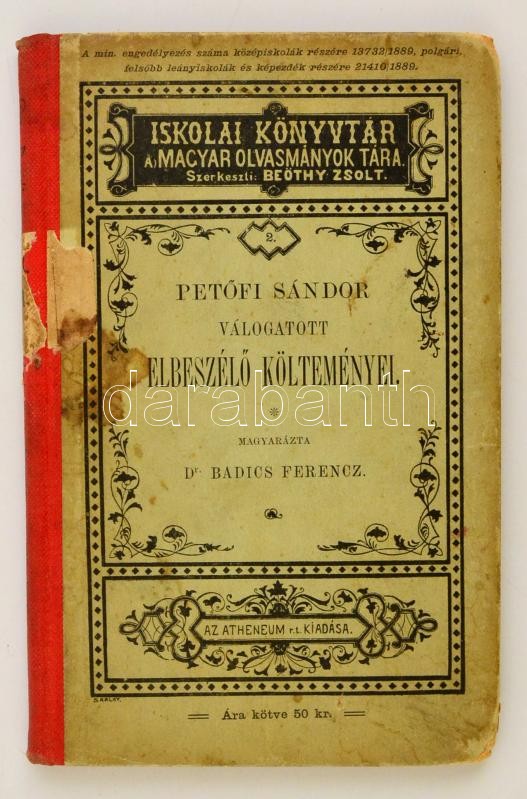 A min. engedélyezés száma középiskolák részére 13732/1889, polgári,
felsőbb leányiskolák és képezdék részére 21416/1889.
ISKOLAI KÖNYVTÁR
A, MAGYAR OLVASMÁNYOK TÁRA.
Szerkeszti: BEÖTHY ZSOLT.
2.
PETŐFI SÁNDOR
VÁLOGATOTT
ELBESZÉLŐ KÖLTEMÉNYEI.
darabanth
MAGYARÁZTA
Dr. BADICS FERENCZ.
AZ ATHENEUM r.t. KIADÁSA.
Ára kötve 50 kr.